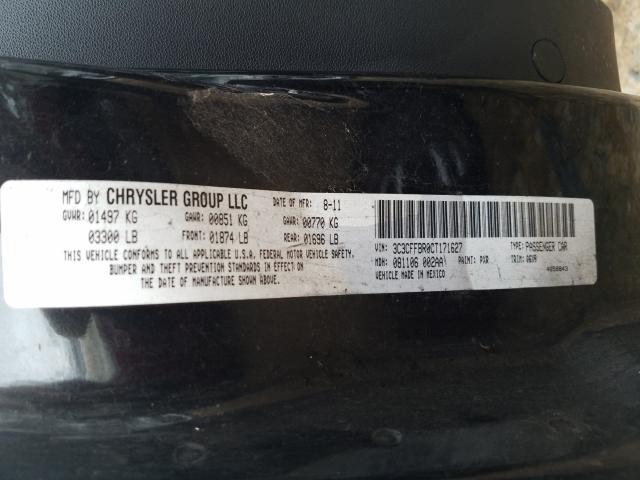 MFD BY CHRYSLER GROUP LLC DATE OF MFR: 8-11
GVWR: 01497 KG GAWR: 00851 KG GAWR: 00770 KG
03300 LB FRONT: 01874 LB REAR: 01696 LB
THIS VEHICLE CONFORMS TO ALL APPLICABLE U.S.A. FEDERAL MOTOR VEHICLE SAFETY,
BUMPER AND THEFT PREVENTION STANDARDS IN EFFECT ON
THE DATE OF MANUFACTURE SHOWN ABOVE.
VIN: 3C3CFFBR0CT171627 TYPE: PASSENGER CAR
MDH: 081106 002AA PAINT: PXR TRIM:
VEHICLE MADE IN MEXICO